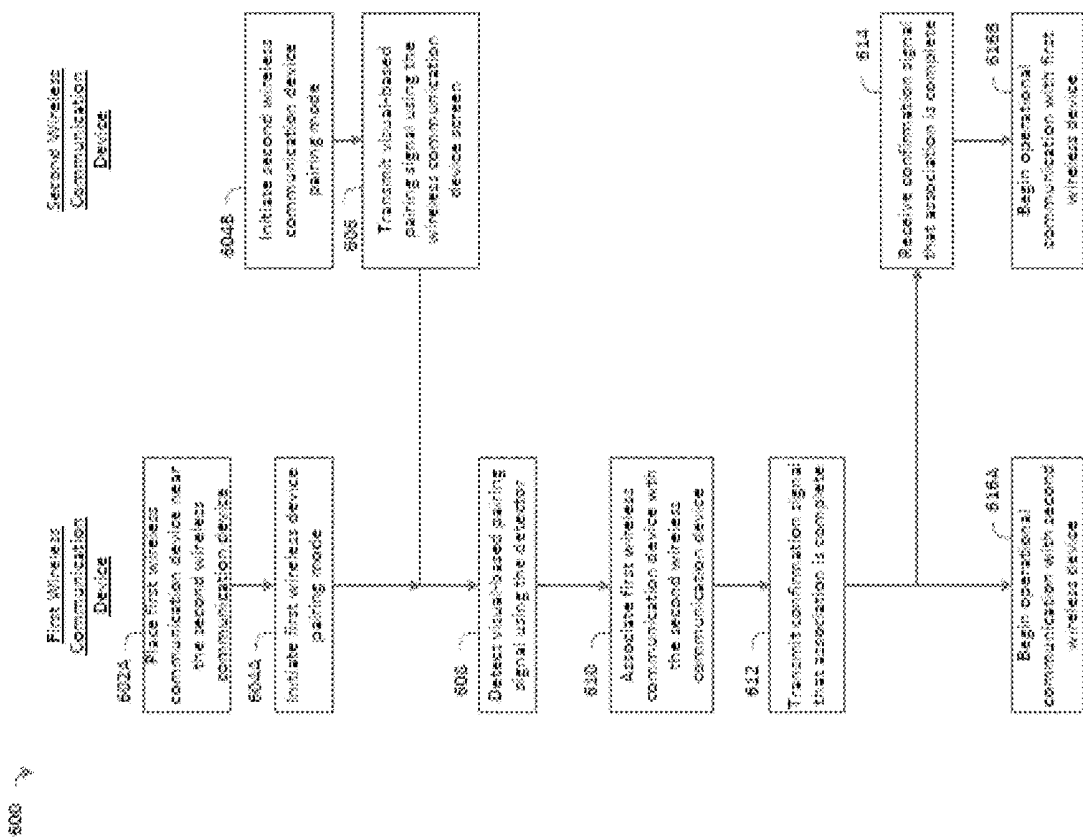 600
First Wireless
Communication
Device
Second Wireless
Communication
Device
602A
Place first wireless
communication device near
the second wireless
communication device
604A
Initiate first wireless device
pairing mode
604B
Initiate second wireless
communication device
pairing mode
606
Transmit visual-based
pairing signal using the
wireless communication
device screen
608
Detect visual-based pairing
signal using the detector
610
Associate first wireless
communication device with
the second wireless
communication device
612
Transmit confirmation signal
that association is complete
614
Receive confirmation signal
that association is complete
616A
Begin operational
communication with second
wireless device
616B
Begin operational
communication with first
wireless device